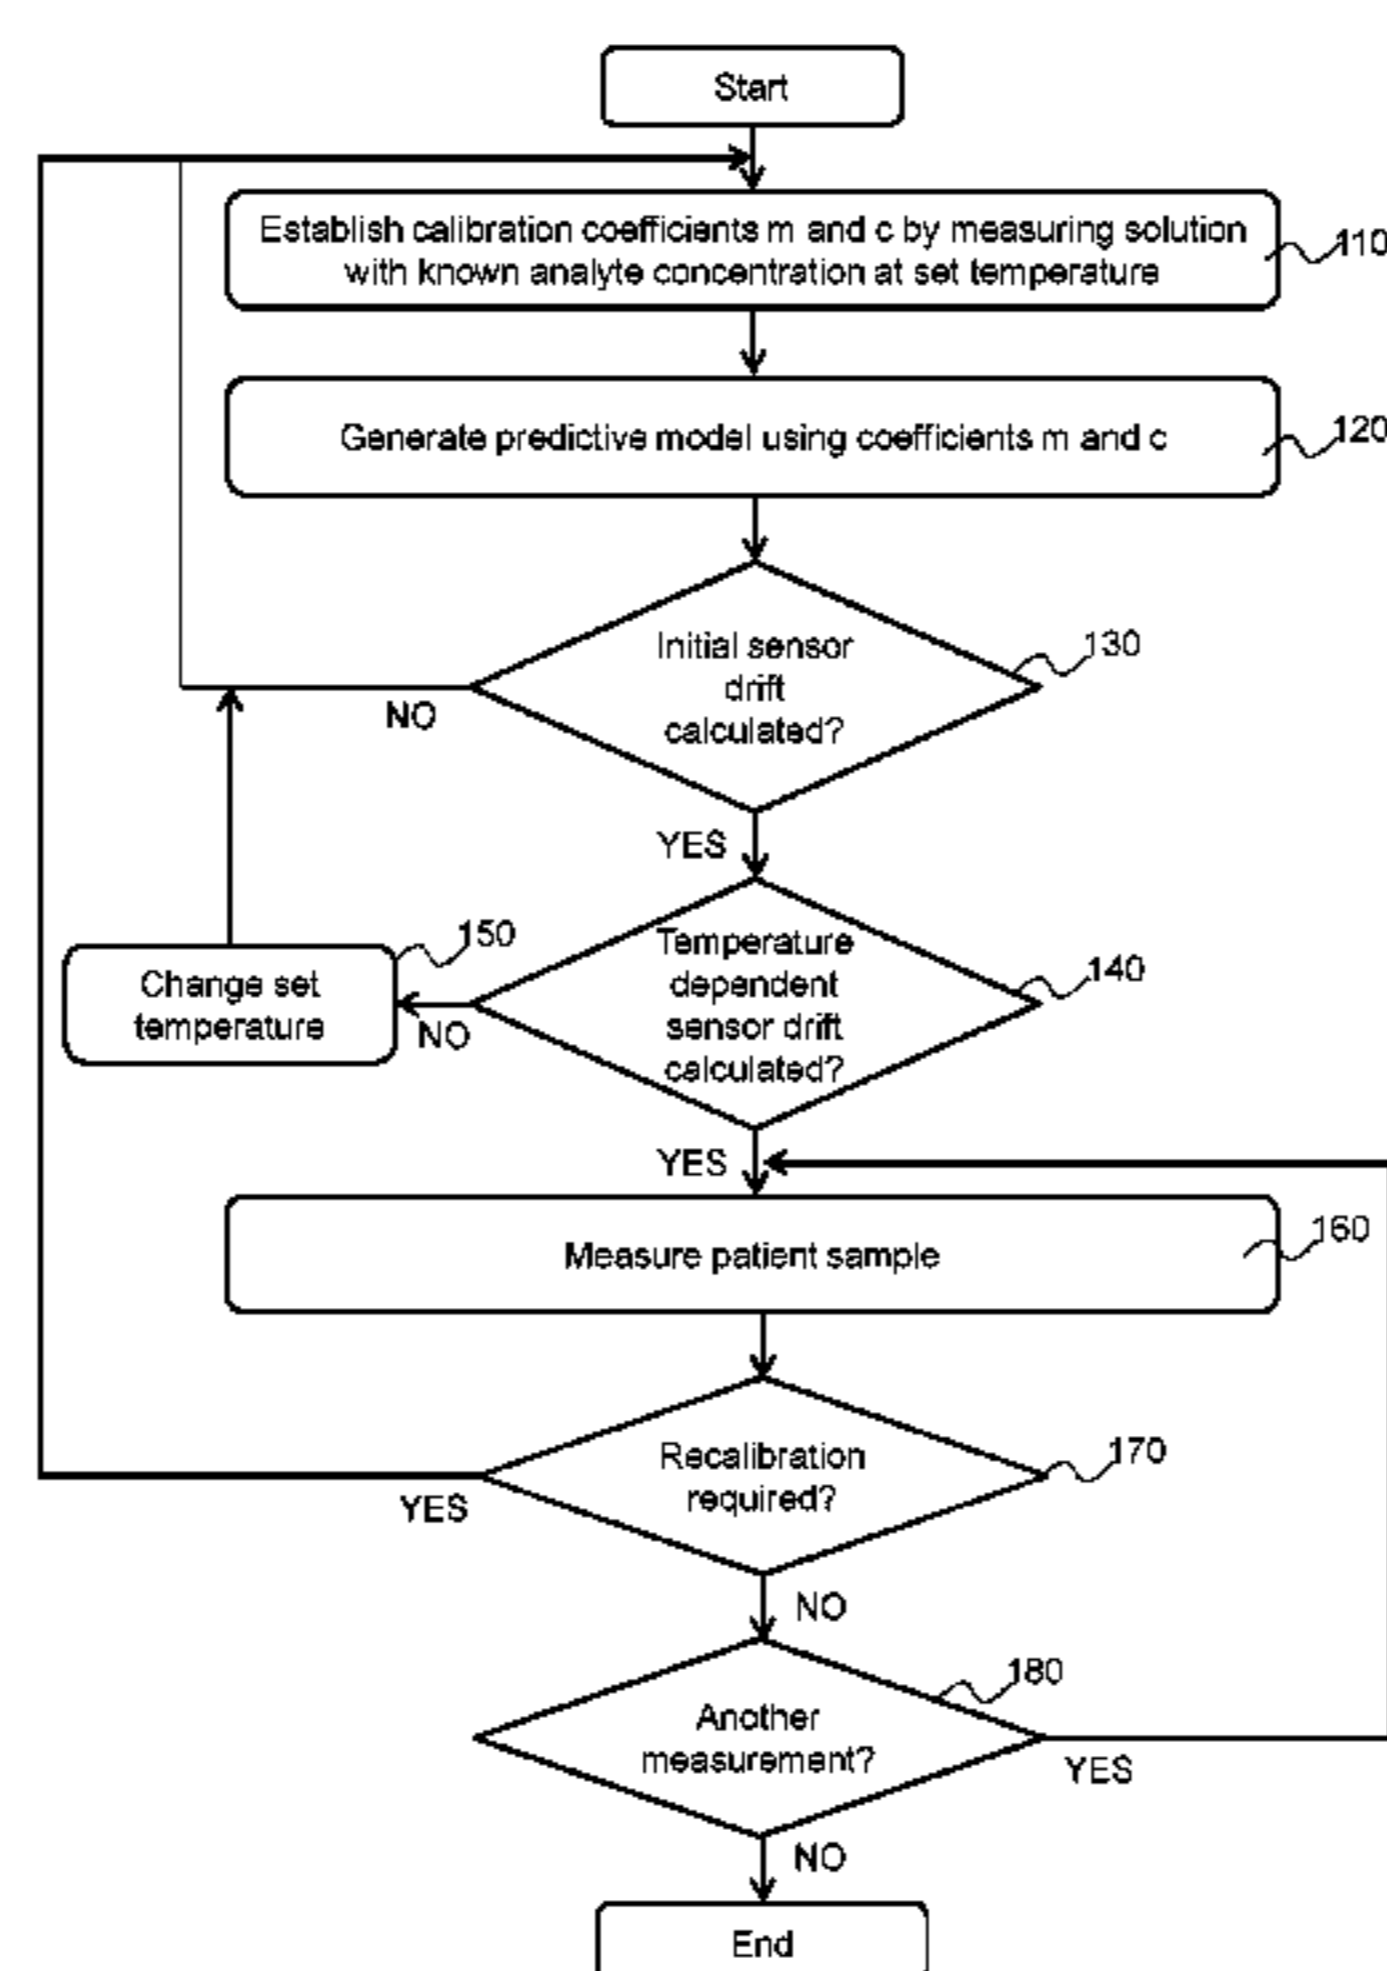 Start
Establish calibration coefficients m and c by measuring solution
with known analyte concentration at set temperature
110
Generate predictive model using coefficients m and c
120
Initial sensor
drift
calculated?
130
NO
YES
Temperature
dependent
sensor drift
calculated?
140
150
Change set
temperature
NO
YES
Measure patient sample
160
Recalibration
required?
170
YES
NO
Another
measurement?
180
YES
NO
End